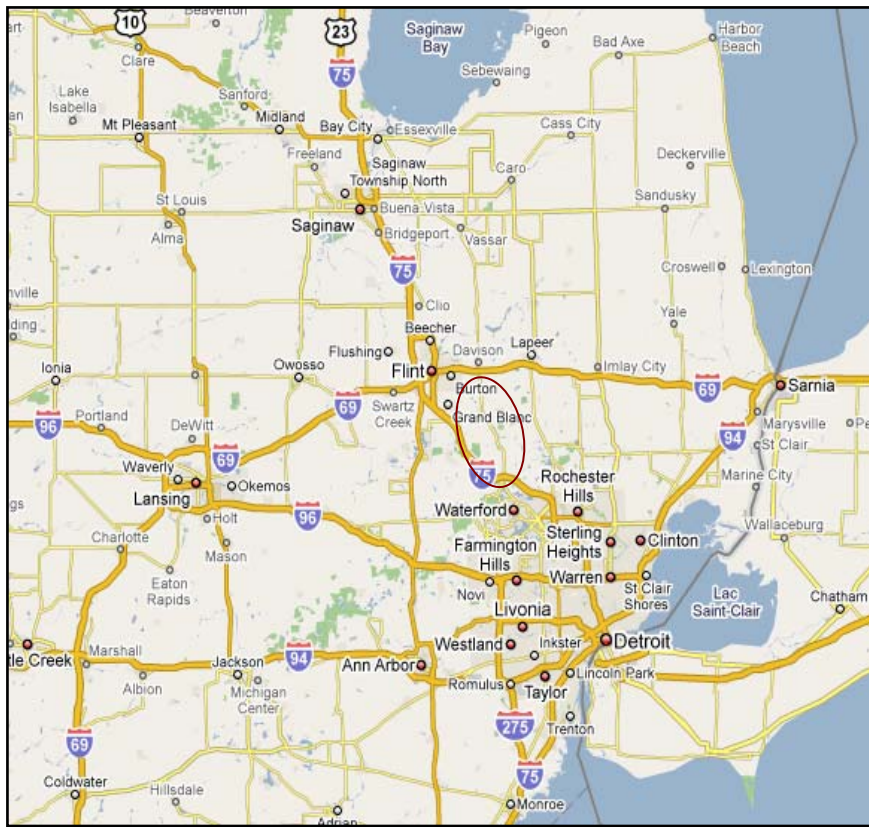 10
Beaverton
23
Saginaw
Bay
Pigeon
Bad Axe
Harbor
Beach
Clare
75
Sebewaing
Lake
Isabella
Sanford
Midland
Mt Pleasant
Bay City
Essexville
Cass City
Freeland
Saginaw
Township North
Caro
Deckerville
St Louis
Saginaw
Buena Vista
Sandusky
Alma
Bridgeport
Vassar
75
Croswell
Lexington
Clio
Yale
Beecher
Flushing
Davison
Lapeer
Ionia
Owosso
Flint
Burton
Imlay City
69
Sarnia
Swartz
Creek
Grand Blanc
Portland
96
69
Marysville
94
St Clair
DeWitt
69
Waverly
Lansing
Okemos
75
Rochester
Hills
Marine City
Holt
96
Waterford
Sterling
Heights
Clinton
Wallaceburg
Charlotte
Mason
Farmington
Hills
Eaton
Rapids
Novi
Warren
St Clair
Shores
Lac
Saint-Clair
Chatham
Livonia
Westland
Inkster
Detroit
tle Creek
Marshall
94
Ann Arbor
Jackson
Albion
Michigan
Center
Romulus
Taylor
Lincoln Park
275
Trenton
69
75
Coldwater
Hillsdale
Monroe
Adrian